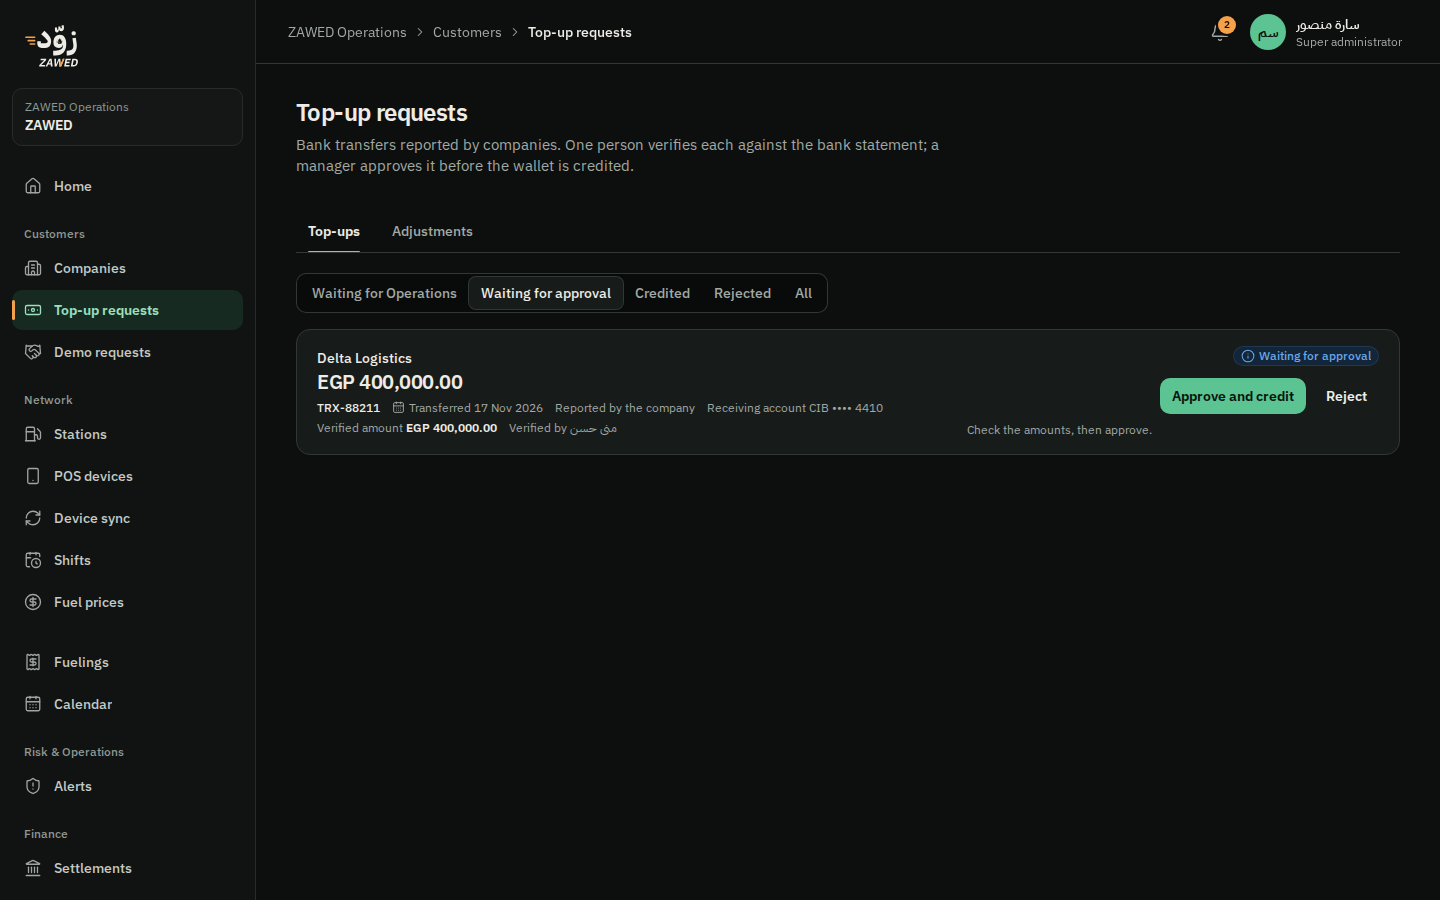 زوّد
ZAWED
ZAWED Operations
ZAWED
Home
Customers
Companies
Top-up requests
Demo requests
Network
Stations
POS devices
Device sync
Shifts
Fuel prices
Fuelings
Calendar
Risk & Operations
Alerts
Finance
Settlements
ZAWED Operations > Customers > Top-up requests
2
سم
سارة منصور
Super administrator
Top-up requests
Bank transfers reported by companies. One person verifies each against the bank statement; a
manager approves it before the wallet is credited.
Top-ups Adjustments
Waiting for Operations Waiting for approval Credited Rejected All
Delta Logistics
Waiting for approval
EGP 400,000.00
Approve and credit Reject
TRX-88211 Transferred 17 Nov 2026 Reported by the company Receiving account CIB •••• 4410
Verified amount EGP 400,000.00 Verified by منى حسن
Check the amounts, then approve.